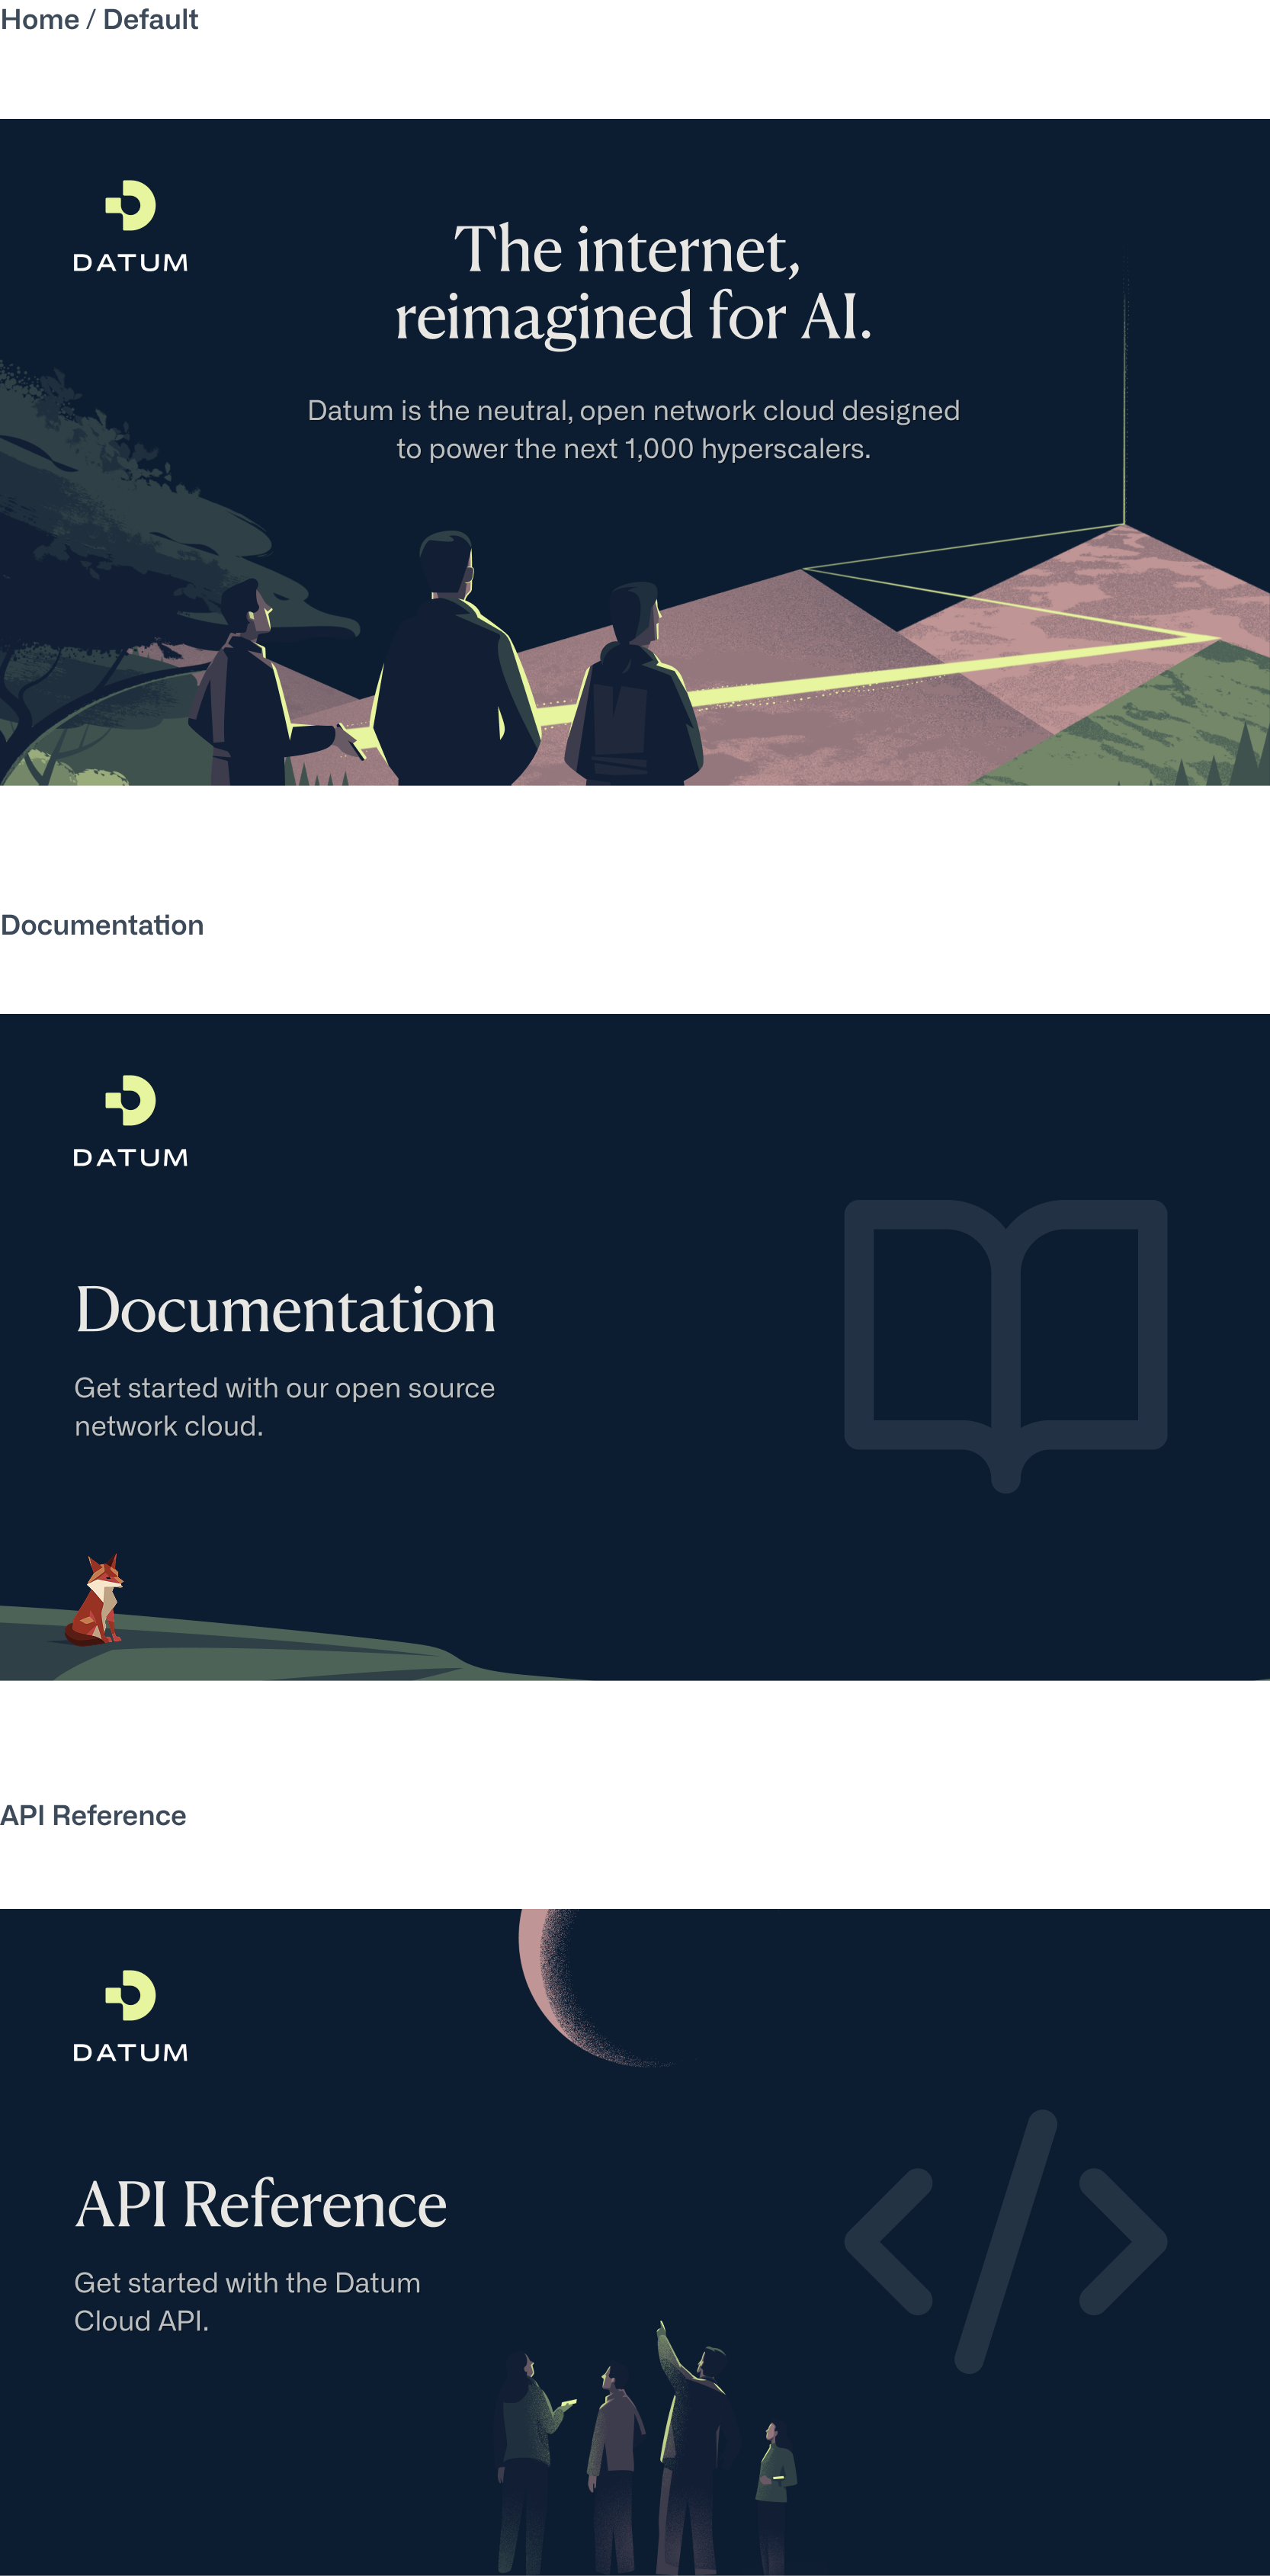 Home / Default
DATUM
The internet,
reimagined for AI.
Datum is the neutral, open network cloud designed
to power the next 1,000 hyperscalers.
Documentation
DATUM
Documentation
Get started with our open source
network cloud.
API Reference
DATUM
API Reference
Get started with the Datum
Cloud API.